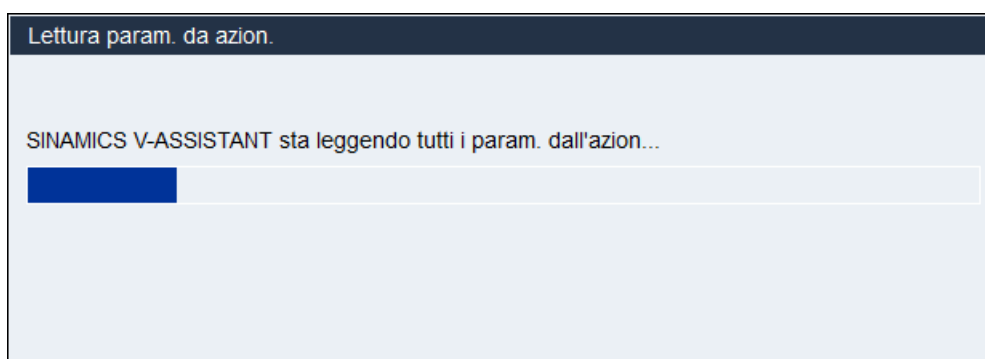 Lettura param. da azion.
SINAMICS V-ASSISTANT sta leggendo tutti i param. dall'azion...